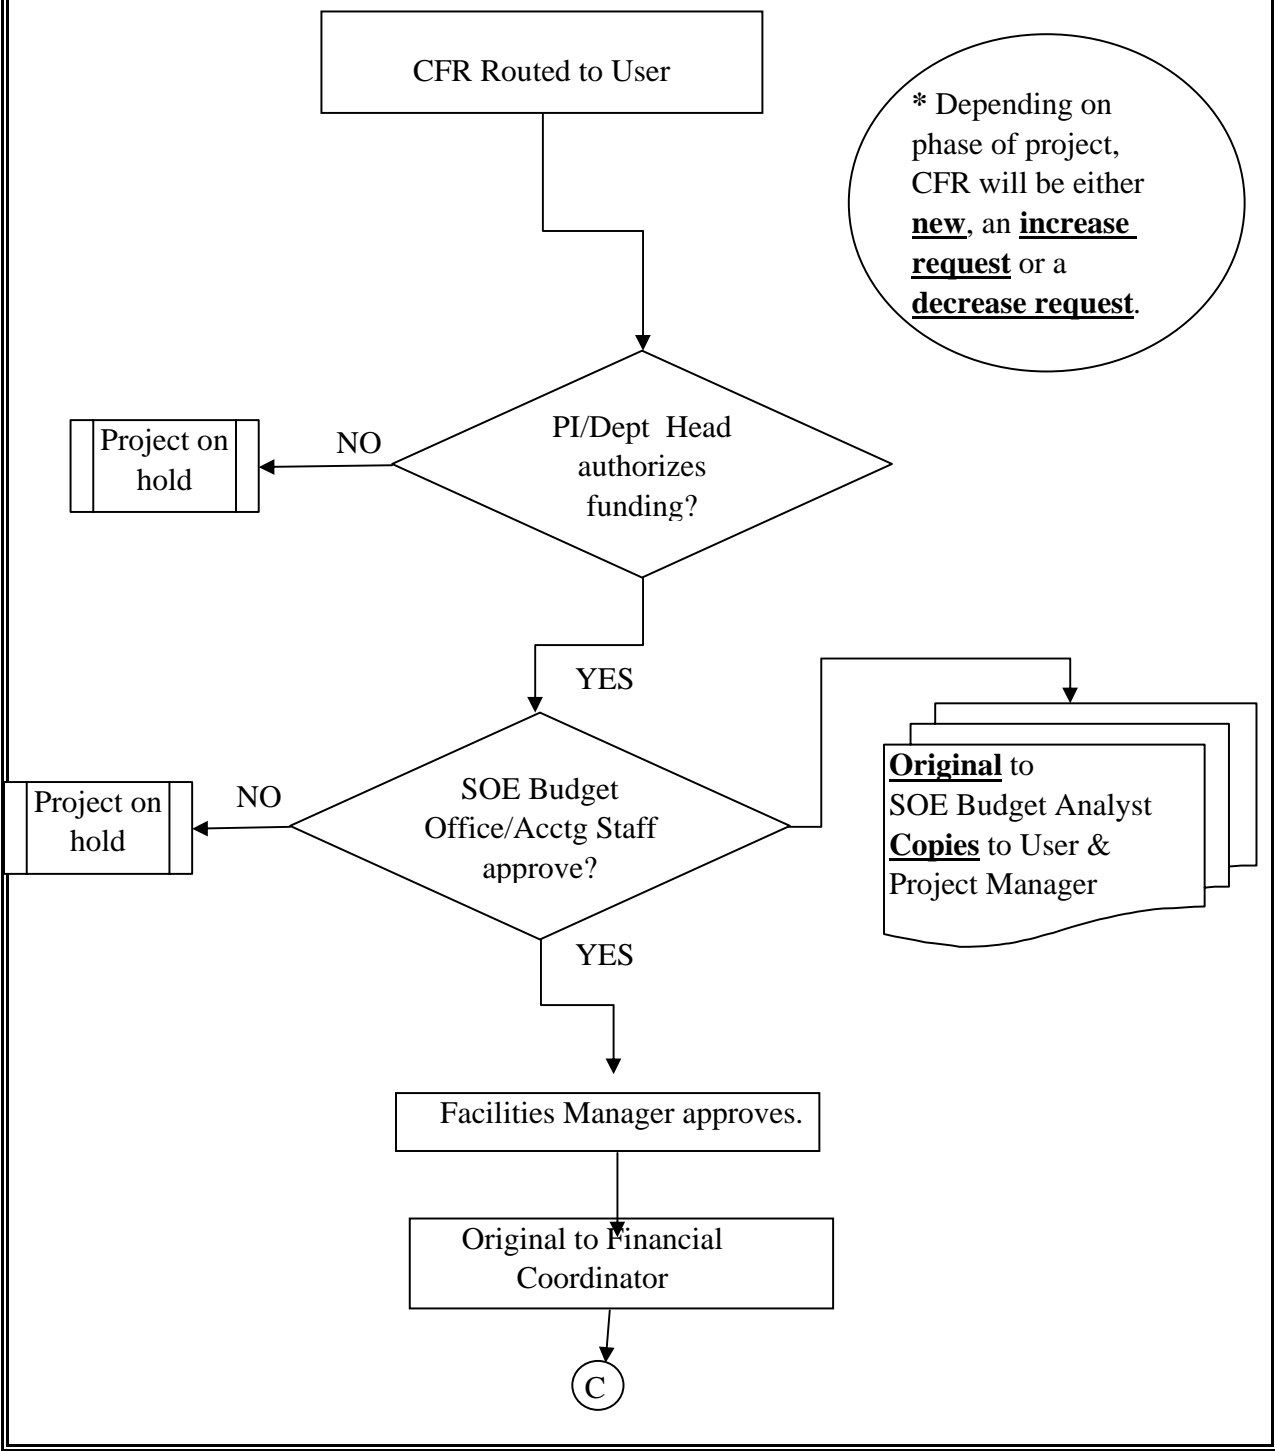 CFR Routed to User
* Depending on
phase of project,
CFR will be either
new, an increase
request or a
decrease request.
PI/Dept  Head
authorizes
funding?
NO
Project on
hold
YES
SOE Budget
Office/Acctg Staff
approve?
NO
Project on
hold
Original to
SOE Budget Analyst
Copies to User &
Project Manager
YES
Facilities Manager approves.
Original to Financial
Coordinator
C